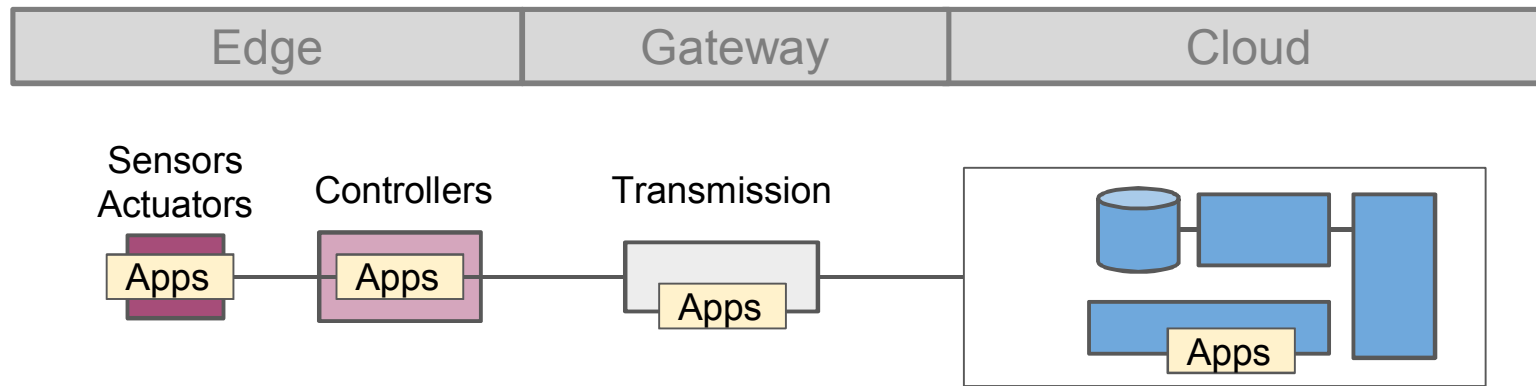 Edge
Gateway
Cloud
Sensors
Actuators
Controllers
Transmission
Apps
Apps
Apps
Apps